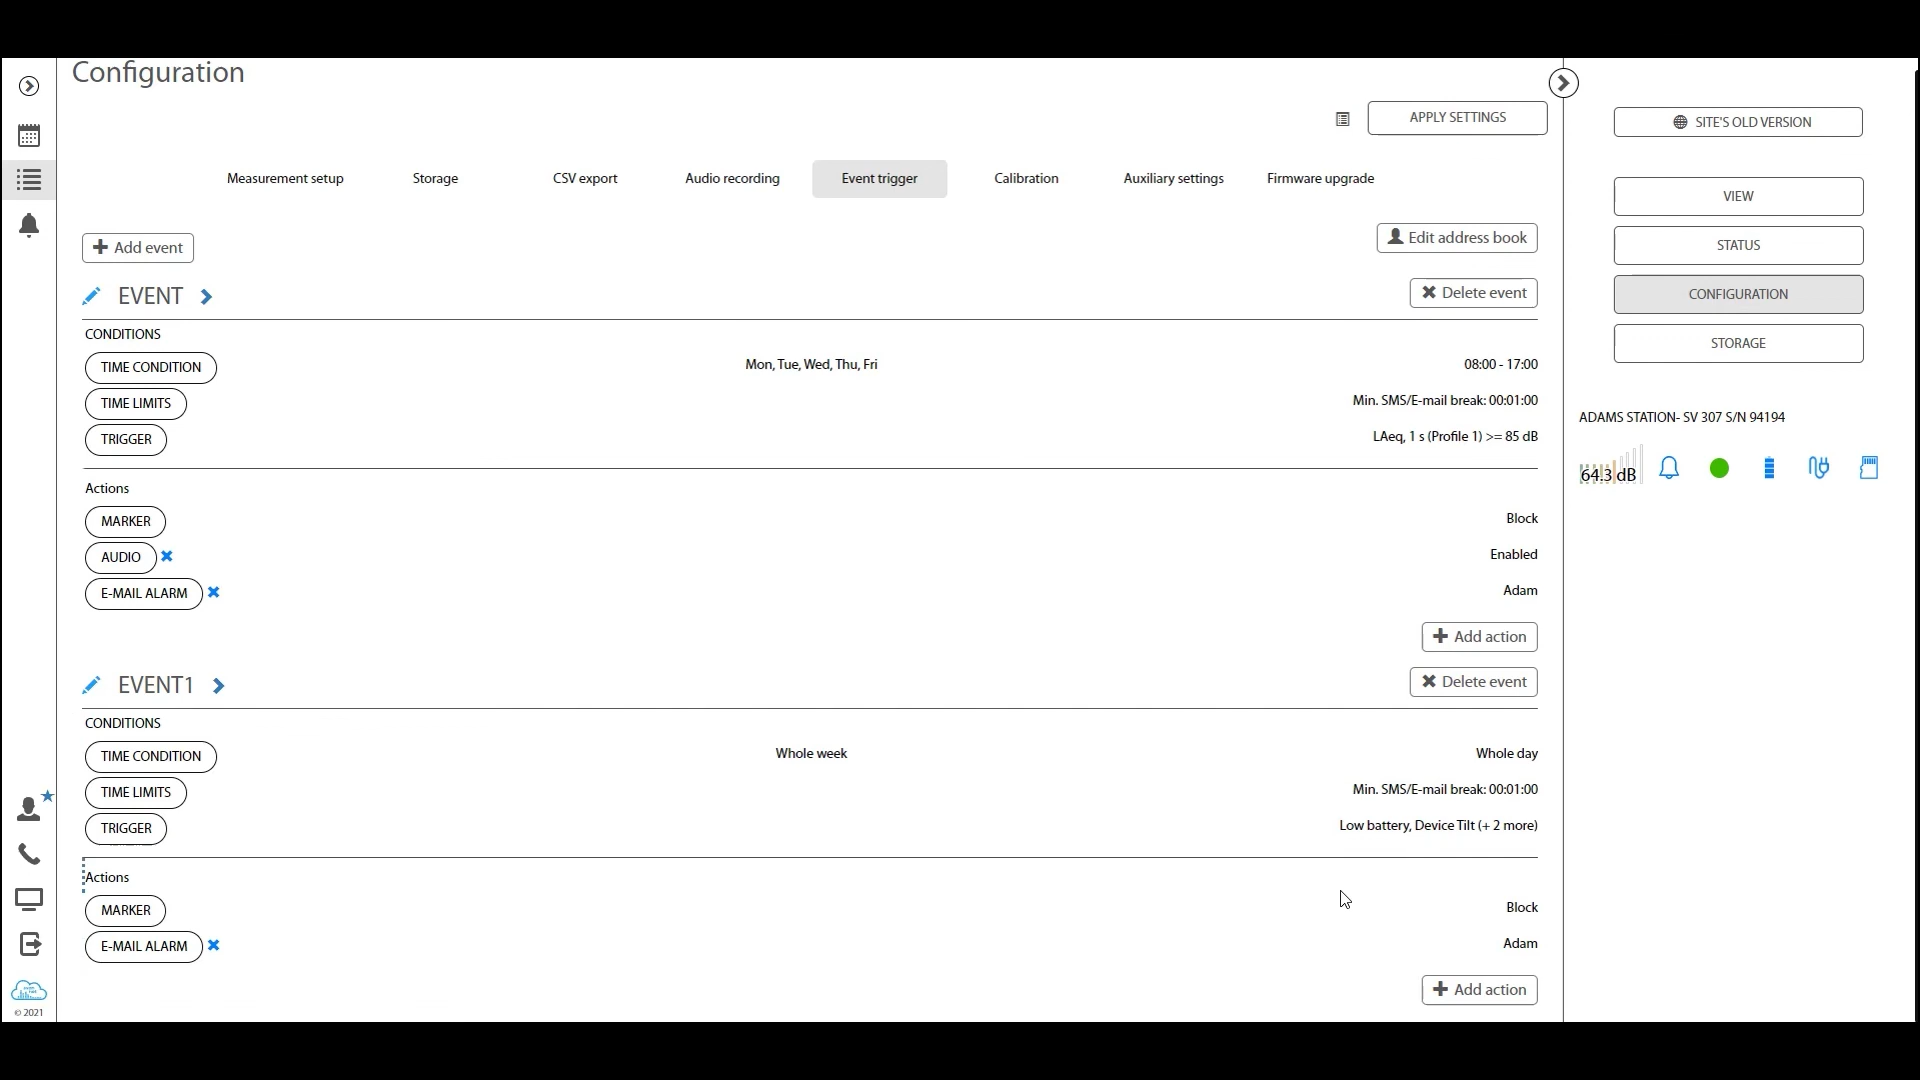 Configuration
APPLY SETTINGS
SITE'S OLD VERSION
Measurement setup
Storage
CSV export
Audio recording
Event trigger
Calibration
Auxiliary settings
Firmware upgrade
VIEW
STATUS
CONFIGURATION
STORAGE
ADAMS STATION- SV 307 S/N 94194
64.3 dB
Add event
Edit address book
EVENT
Delete event
CONDITIONS
TIME CONDITION Mon, Tue, Wed, Thu, Fri 08:00 - 17:00
TIME LIMITS Min. SMS/E-mail break: 00:01:00
TRIGGER LAeq, 1 s (Profile 1) >= 85 dB
Actions
MARKER Block
AUDIO Enabled
E-MAIL ALARM Adam
Add action
EVENT1
Delete event
CONDITIONS
TIME CONDITION Whole week Whole day
TIME LIMITS Min. SMS/E-mail break: 00:01:00
TRIGGER Low battery, Device Tilt (+ 2 more)
Actions
MARKER Block
E-MAIL ALARM Adam
Add action
© 2021